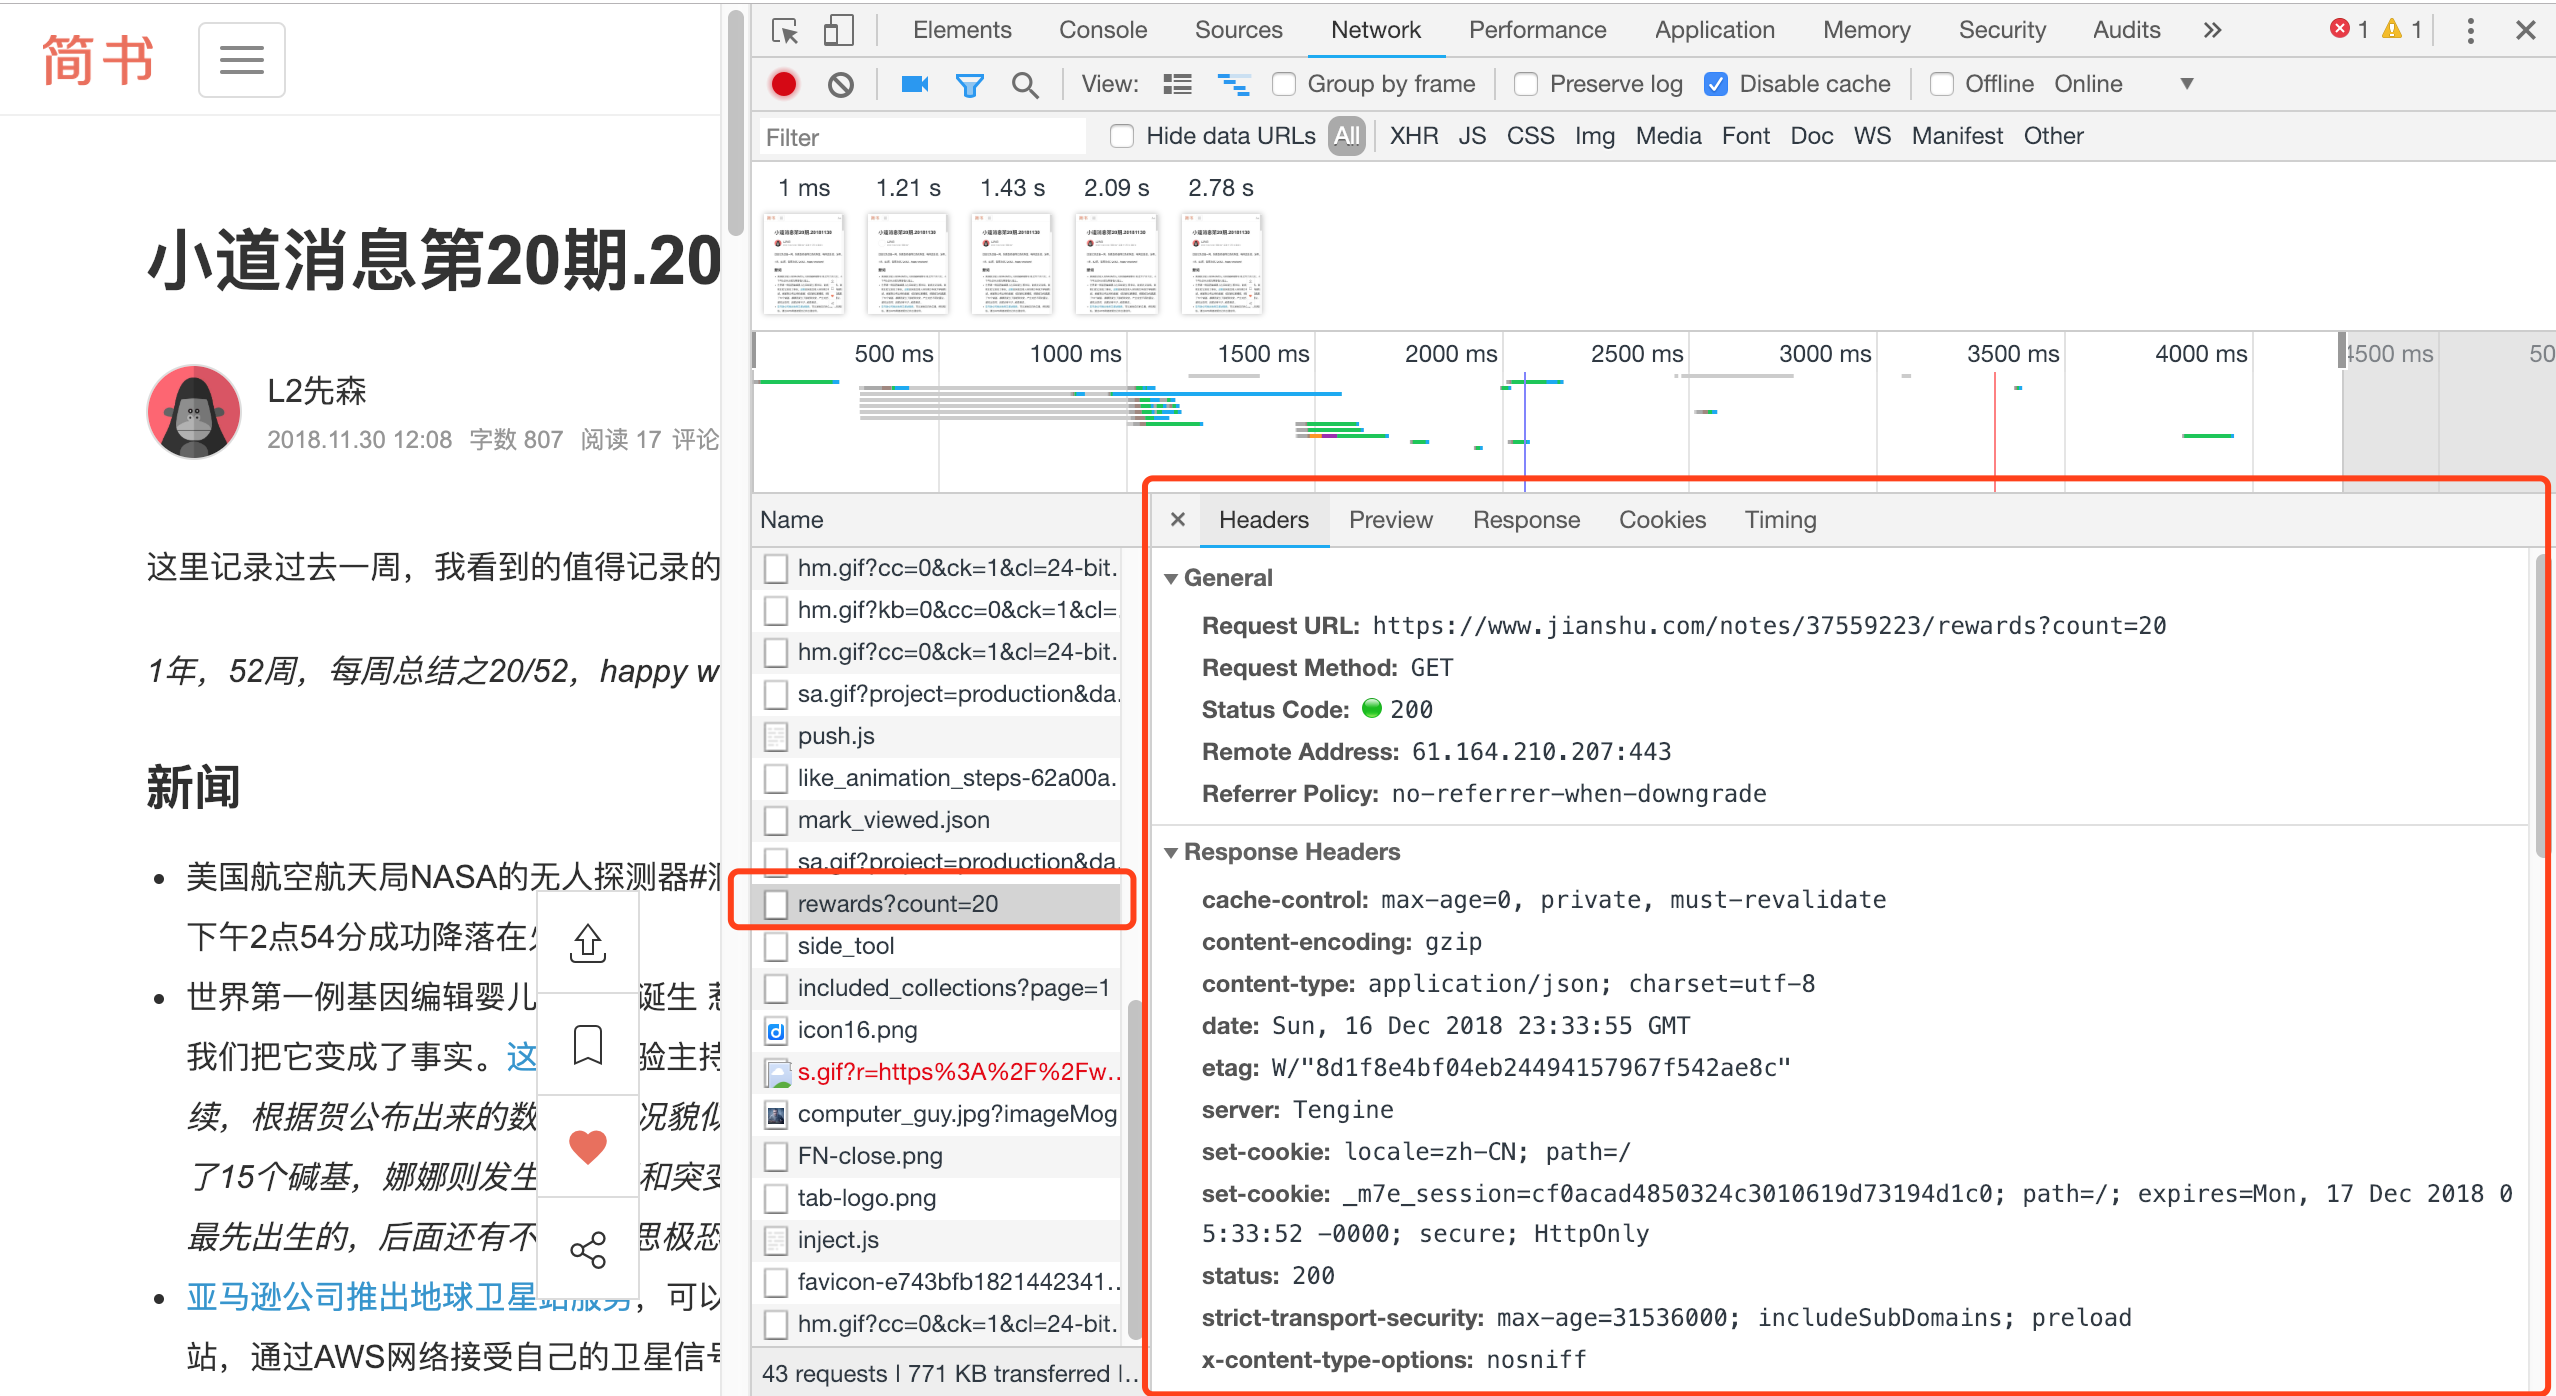 简书
小道消息第20期.20
L2先森
2018.11.30 12:08 字数 807 阅读 17 评论
这里记录过去一周，我看到的值得记录的
1年，52周，每周总结之20/52，happy w
新闻
美国航空航天局NASA的无人探测器#
下午2点54分成功降落在
世界第一例基因编辑婴儿 诞生
我们把它变成了事实。这 验主持
续，根据贺公布出来的数 况貌似
了15个碱基，娜娜则发生 和突变
最先出生的，后面还有不 思极恐
亚马逊公司推出地球卫星站服务，可以
站，通过AWS网络接受自己的卫星信号
Elements Console Sources Network Performance Application Memory Security Audits » 1 1
View: Group by frame Preserve log Disable cache Offline Online
Filter Hide data URLs All XHR JS CSS Img Media Font Doc WS Manifest Other
1 ms 1.21 s 1.43 s 2.09 s 2.78 s
500 ms 1000 ms 1500 ms 2000 ms 2500 ms 3000 ms 3500 ms 4000 ms 4500 ms 50
Name
hm.gif?cc=0&ck=1&cl=24-bit.
hm.gif?kb=0&cc=0&ck=1&cl=.
hm.gif?cc=0&ck=1&cl=24-bit.
sa.gif?project=production&da.
push.js
like_animation_steps-62a00a.
mark_viewed.json
sa.gif?project=production&da.
rewards?count=20
side_tool
included_collections?page=1
icon16.png
s.gif?r=https%3A%2F%2Fw..
computer_guy.jpg?imageMog
FN-close.png
tab-logo.png
inject.js
favicon-e743bfb1821442341..
hm.gif?cc=0&ck=1&cl=24-bit.
43 requests | 771 KB transferred |..
× Headers Preview Response Cookies Timing
General
Request URL: https://www.jianshu.com/notes/37559223/rewards?count=20
Request Method: GET
Status Code: 200
Remote Address: 61.164.210.207:443
Referrer Policy: no-referrer-when-downgrade
Response Headers
cache-control: max-age=0, private, must-revalidate
content-encoding: gzip
content-type: application/json; charset=utf-8
date: Sun, 16 Dec 2018 23:33:55 GMT
etag: W/"8d1f8e4bf04eb24494157967f542ae8c"
server: Tengine
set-cookie: locale=zh-CN; path=/
set-cookie: _m7e_session=cf0acad4850324c3010619d73194d1c0; path=/; expires=Mon, 17 Dec 2018 0
5:33:52 -0000; secure; HttpOnly
status: 200
strict-transport-security: max-age=31536000; includeSubDomains; preload
x-content-type-options: nosniff